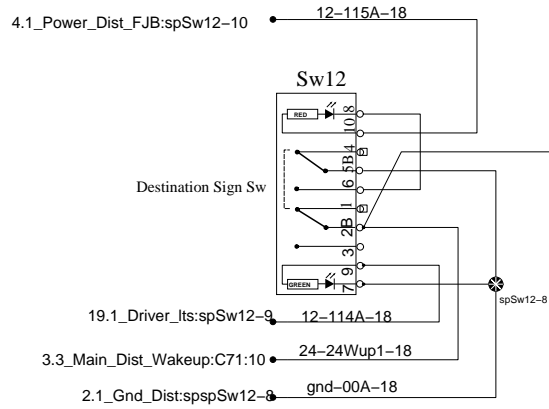 4.1_Power_Dist_FJB:spSw12-10
12-115A-18
Sw12
RED
8
10
4
5B
6
Destination Sign Sw
1
2B
3
9
GREEN
7
spSw12-8
19.1_Driver_lts:spSw12-9
12-114A-18
3.3_Main_Dist_Wakeup:C71:10
24-24Wup1-18
2.1_Gnd_Dist:spspSw12-8
gnd-00A-18